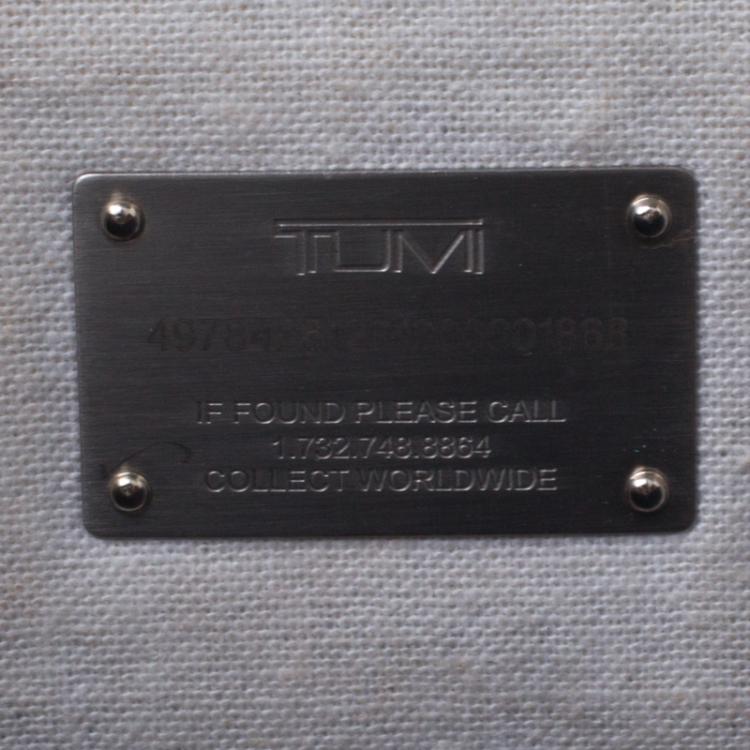 TUMI
IF FOUND PLEASE CALL
1.732.748.8864
COLLECT WORLDWIDE